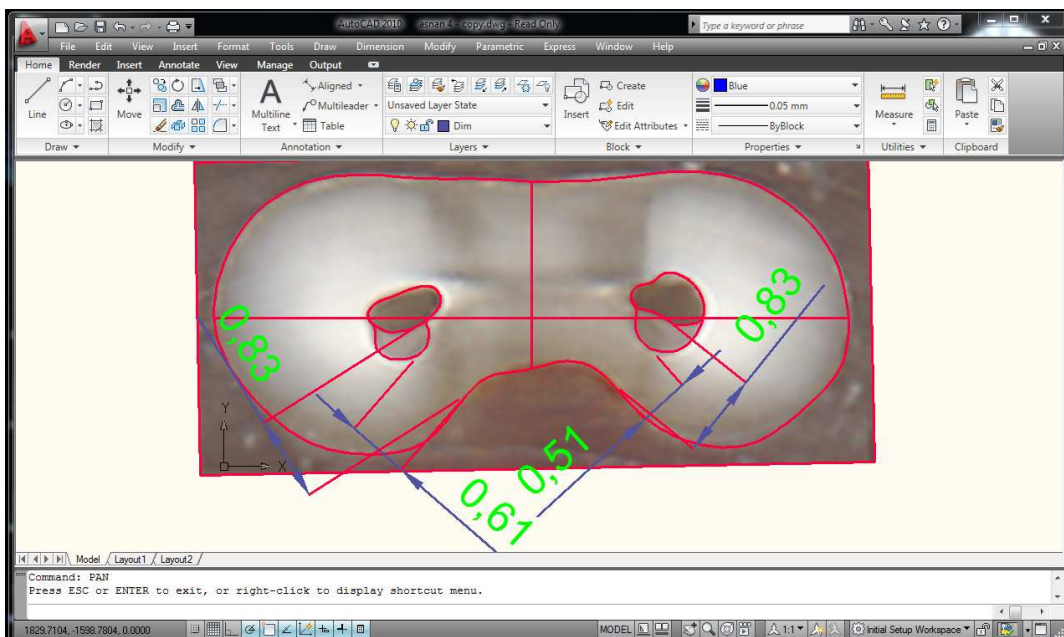 AutoCAD 2010 asnan 4 - copy.dwg - Read Only
Type a keyword or phrase
File Edit View Insert Format Tools Draw Dimension Modify Parametric Express Window Help
Home Render Insert Annotate View Manage Output
Line
Move
A
Multiline Text
Aligned
Multileader
Table
Unsaved Layer State
Dim
Insert
Create
Edit
Edit Attributes
Blue
0.05 mm
ByBlock
Measure
Paste
Draw Modify Annotation Layers Block Properties Utilities Clipboard
0,83
0,83
0,51
0,61
Y
X
Model Layout1 Layout2
Command: PAN
Press ESC or ENTER to exit, or right-click to display shortcut menu.
1829.7104, -1598.7804, 0.0000
MODEL
1:1
Initial Setup Workspace